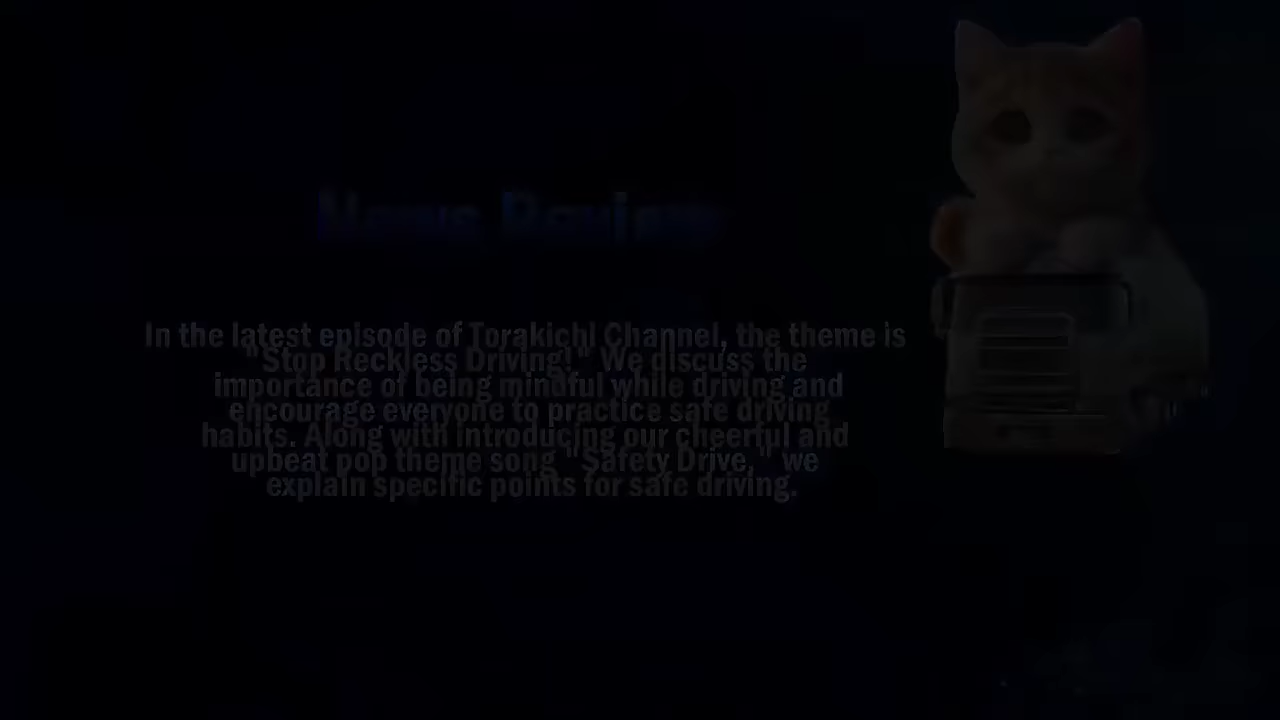 News Review
In the latest episode of Torakichi Channel, the theme is
"Stop Reckless Driving!" We discuss the
importance of being mindful while driving and
encourage everyone to practice safe driving
habits. Along with introducing our cheerful and
upbeat pop theme song "Safety Drive," we
explain specific points for safe driving.